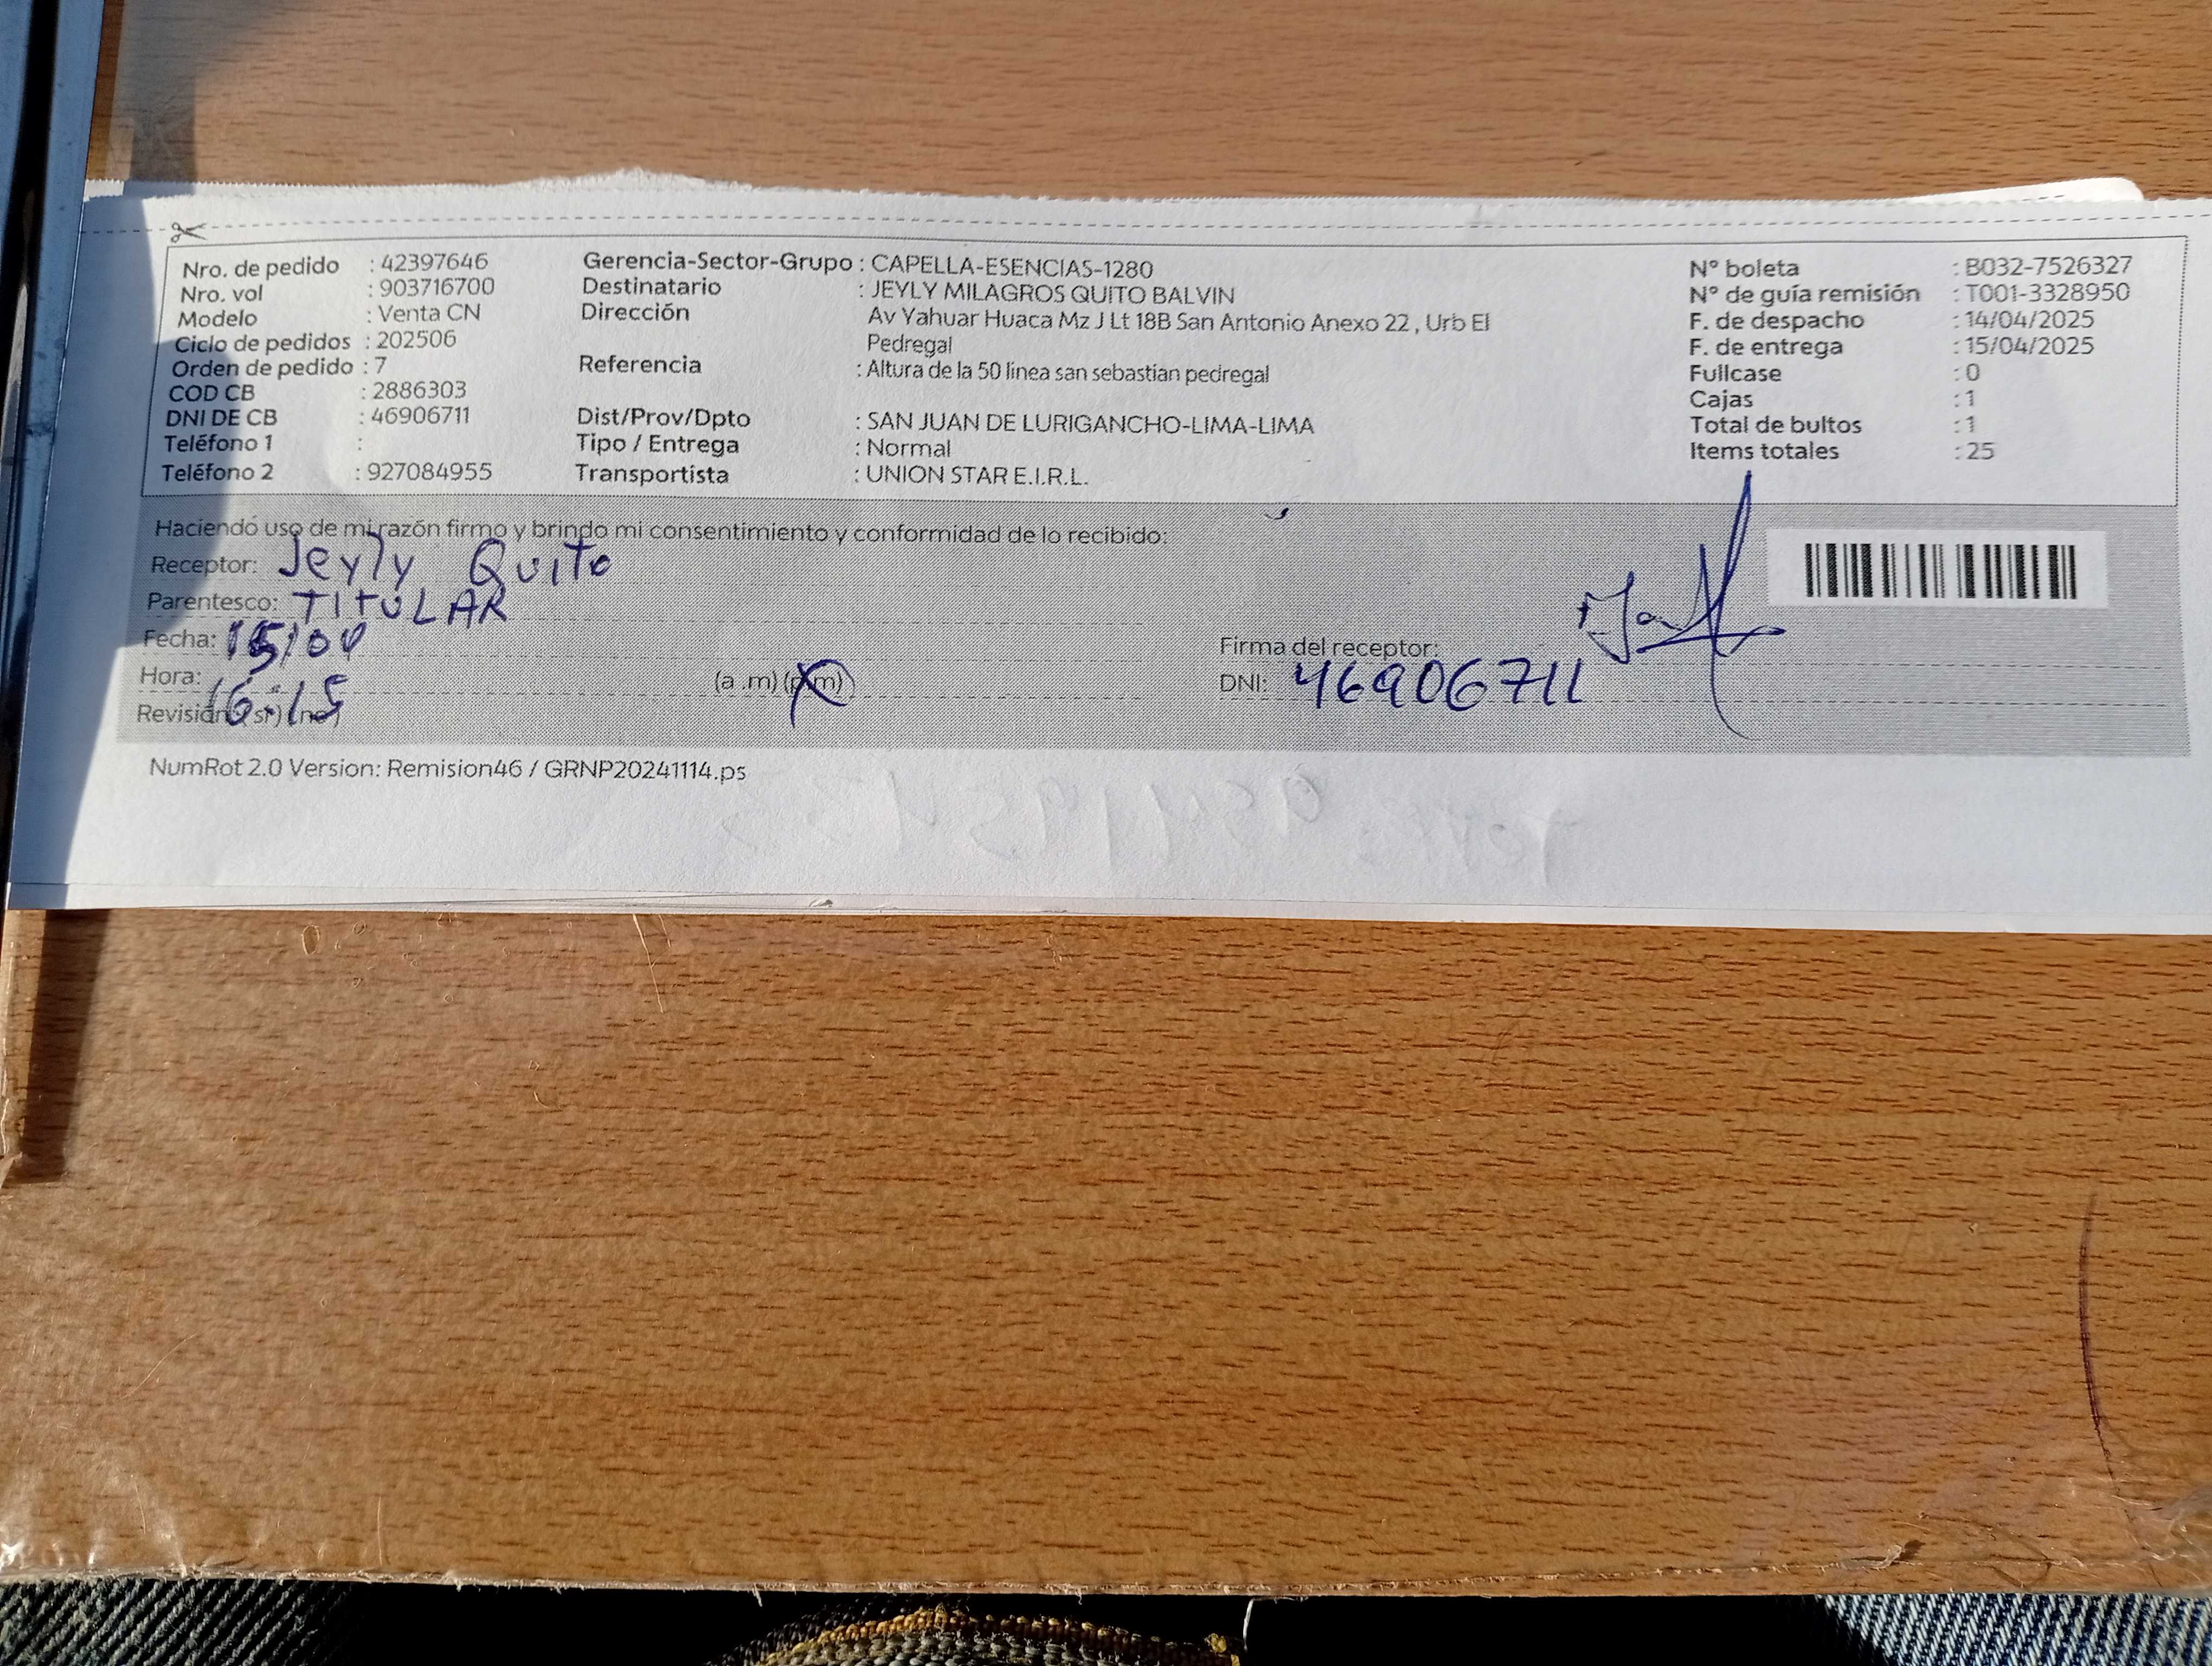 Nro. de pedido : 42397646
Nro. vol : 903716700
Modelo : Venta CN
Ciclo de pedidos : 202506
Orden de pedido : 7
COD CB : 2886303
DNI DE CB : 46906711
Teléfono 1 :
Teléfono 2 : 927084955
Gerencia-Sector-Grupo : CAPELLA-ESENCIAS-1280
Destinatario : JEYLY MILAGROS QUITO BALVIN
Dirección Av Yahuar Huaca Mz J Lt 18B San Antonio Anexo 22 , Urb El
Pedregal
Referencia : Altura de la 50 linea san sebastian pedregal
Dist/Prov/Dpto : SAN JUAN DE LURIGANCHO-LIMA-LIMA
Tipo / Entrega : Normal
Transportista : UNION STAR E.I.R.L.
N° boleta : B032-7526327
N° de guía remisión : T001-3328950
F. de despacho : 14/04/2025
F. de entrega : 15/04/2025
Fullcase : 0
Cajas : 1
Total de bultos : 1
Items totales : 25
Haciendo uso de mi razón firmo y brindo mi consentimiento y conformidad de lo recibido:
Receptor: Jeyly Quito
Parentesco: TITULAR
Fecha: 15/04
Hora: 16:15 (a .m) (p.m)
Revisión (si) (no)
Firma del receptor:
DNI: 46906711
NumRot 2.0 Version: Remision46 / GRNP20241114.ps